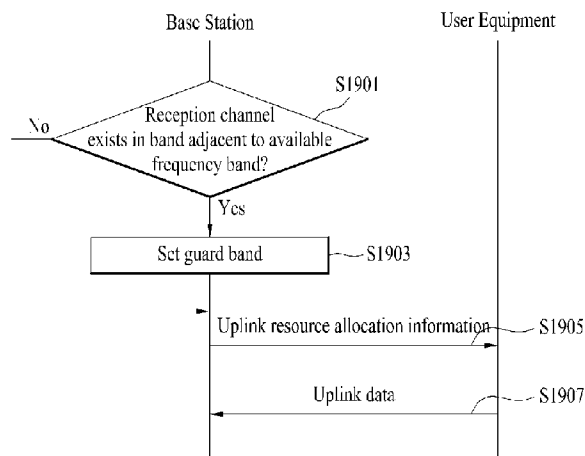 Base Station
User Equipment
S1901
Reception channel
exists in band adjacent to available
frequency band?
No
Yes
Set guard band
S1903
Uplink resource allocation information
S1905
Uplink data
S1907